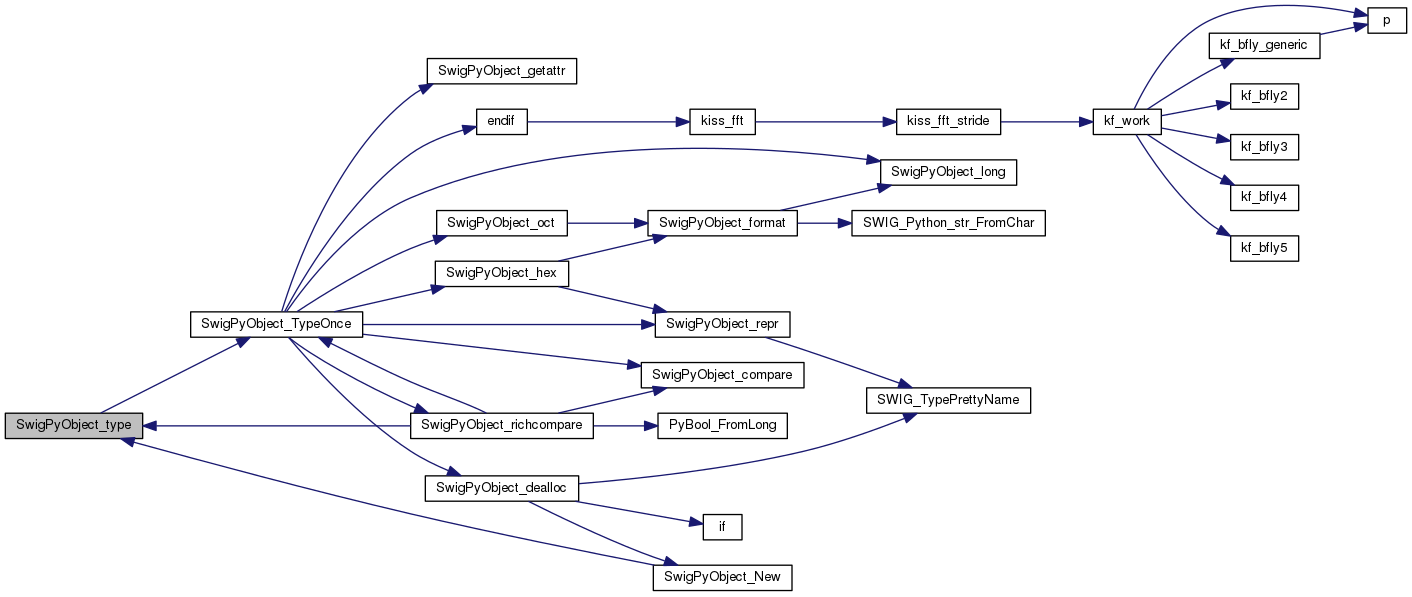 p
kf_bfly_generic
SwigPyObject_getattr
kf_bfly2
endif
kiss_fft
kiss_fft_stride
kf_work
kf_bfly3
SwigPyObject_long
kf_bfly4
SwigPyObject_oct
SwigPyObject_format
SWIG_Python_str_FromChar
kf_bfly5
SwigPyObject_hex
SwigPyObject_TypeOnce
SwigPyObject_repr
SwigPyObject_compare
SWIG_TypePrettyName
SwigPyObject_type
SwigPyObject_richcompare
PyBool_FromLong
SwigPyObject_dealloc
if
SwigPyObject_New